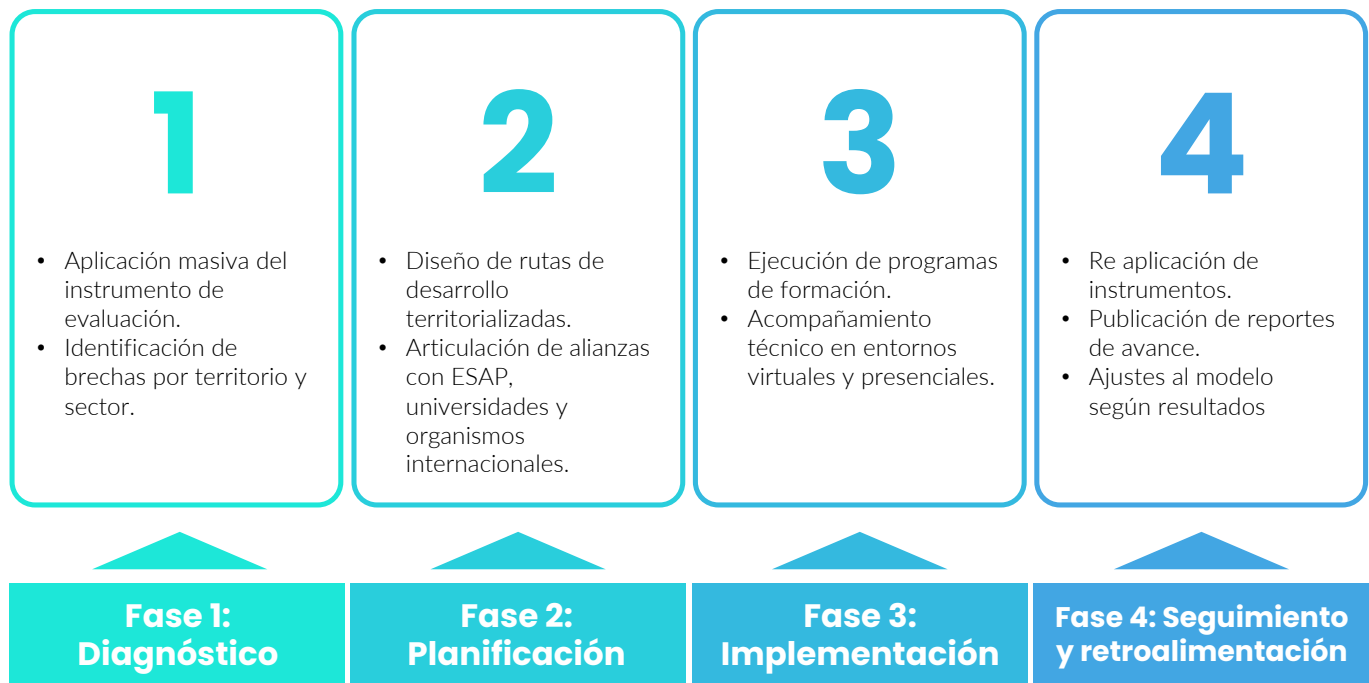 1
• Aplicación masiva del
instrumento de
evaluación.
• Identificación de
brechas por territorio y
sector.
2
• Diseño de rutas de
desarrollo
territorializadas.
• Articulación de alianzas
con ESAP,
universidades y
organismos
internacionales.
3
• Ejecución de programas
de formación.
• Acompañamiento
técnico en entornos
virtuales y presenciales.
4
• Re aplicación de
instrumentos.
• Publicación de reportes
de avance.
• Ajustes al modelo
según resultados
Fase 1:
Diagnóstico
Fase 2:
Planificación
Fase 3:
Implementación
Fase 4: Seguimiento
y retroalimentación